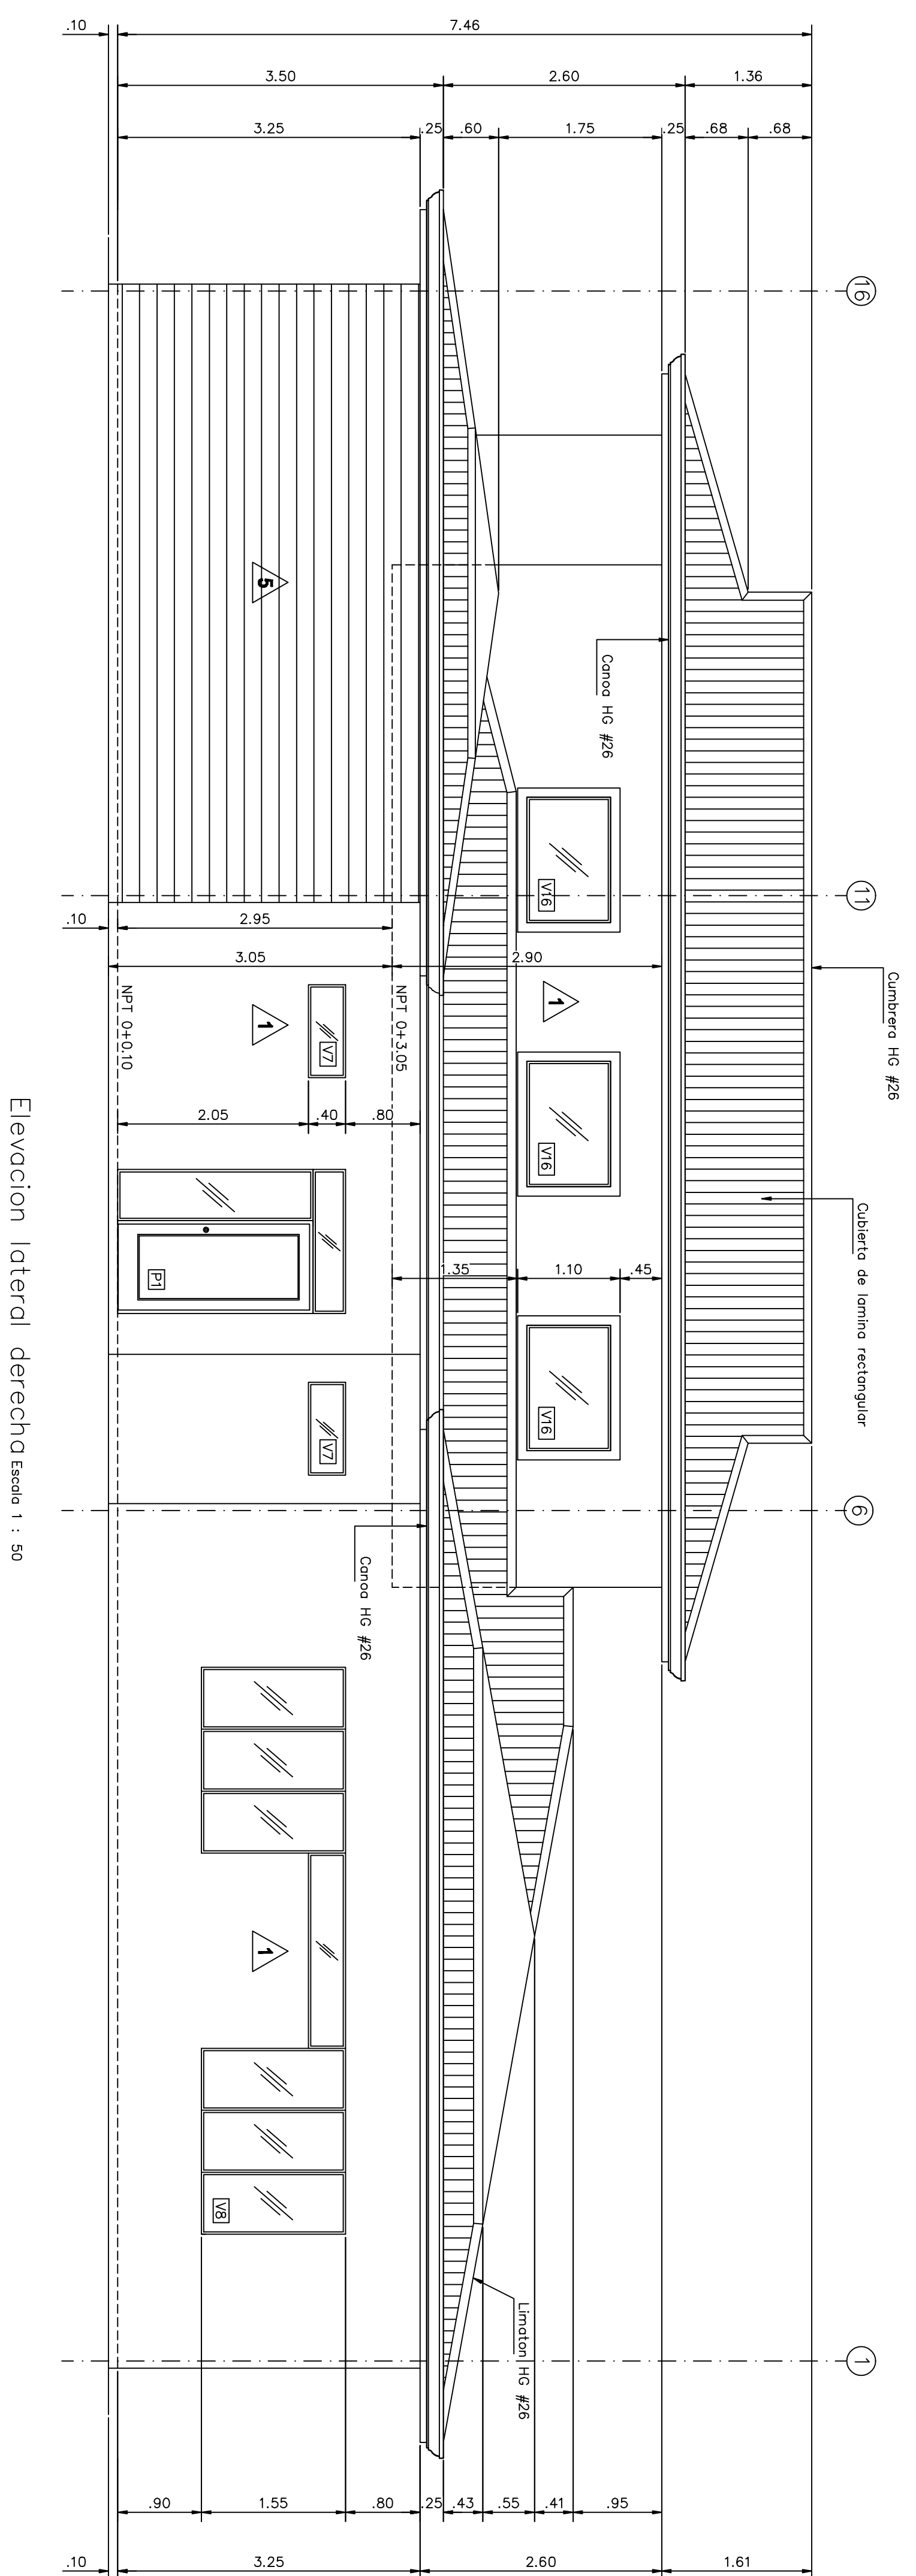 16
11
6
1
7.46
.10
3.50
2.60
1.36
3.25
.25
.60
1.75
.25
.68
.68
Cumbrera HG #26
Cubierta de lamina rectangular
Canoa HG #26
V16
V16
V16
1
5
2.95
.10
3.05
2.90
NPT 0+3.05
NPT 0+0.10
1
V7
2.05
.40
.80
1.35
1.10
.45
P1
V7
Canoa HG #26
1
V8
Limaton HG #26
.90
1.55
.80
.25
.43
.55
.41
.95
.10
3.25
2.60
1.61
Elevacion lateral derecha Escala 1 : 50